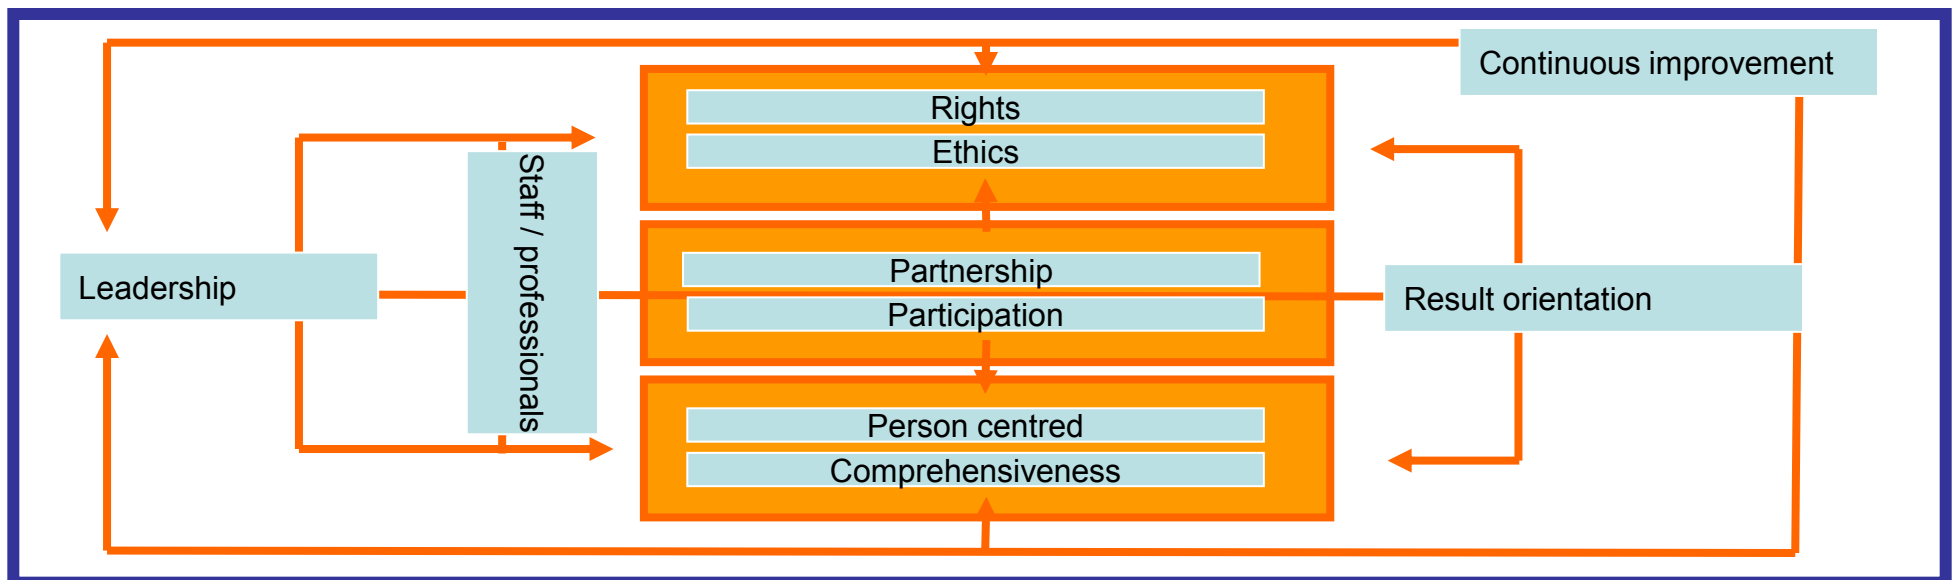 Continuous improvement
Rights
Ethics
Staff / professionals
Leadership
Partnership
Participation
Result orientation
Person centred
Comprehensiveness